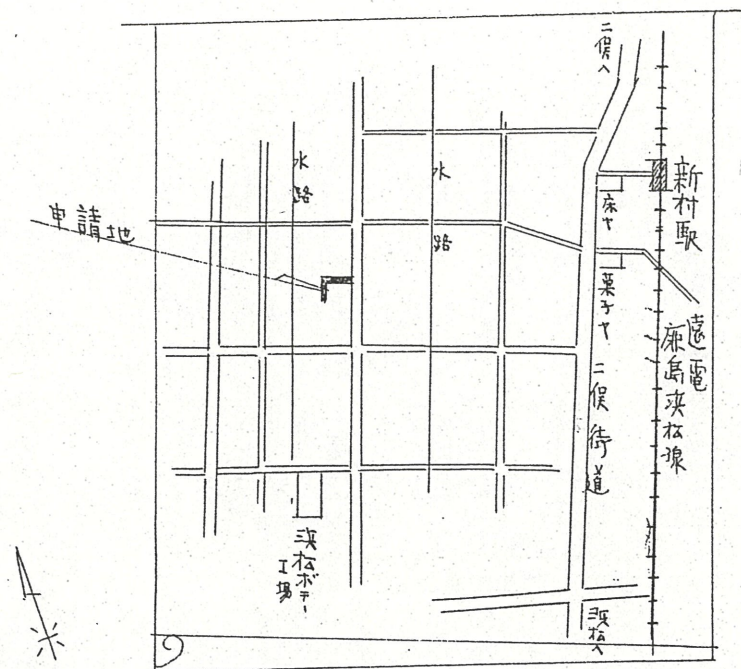 二俣へ
水路
水路
申請地
新村駅
床ヤ
菓子ヤ
遠電
鹿島浜松線
二俣街道
浜松ボデー
工場
浜松へ